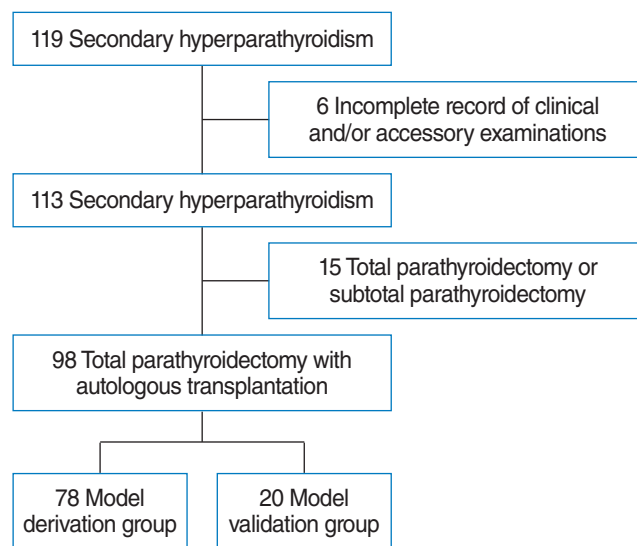 119 Secondary hyperparathyroidism
6 Incomplete record of clinical
and/or accessory examinations
113 Secondary hyperparathyroidism
15 Total parathyroidectomy or
subtotal parathyroidectomy
98 Total parathyroidectomy with
autologous transplantation
78 Model
derivation group
20 Model
validation group